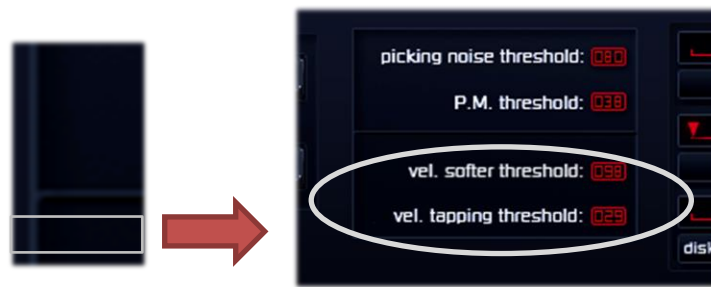 picking noise threshold: 080
P.M. threshold: 038
vel. softer threshold: 098
vel. tapping threshold: 029
disk